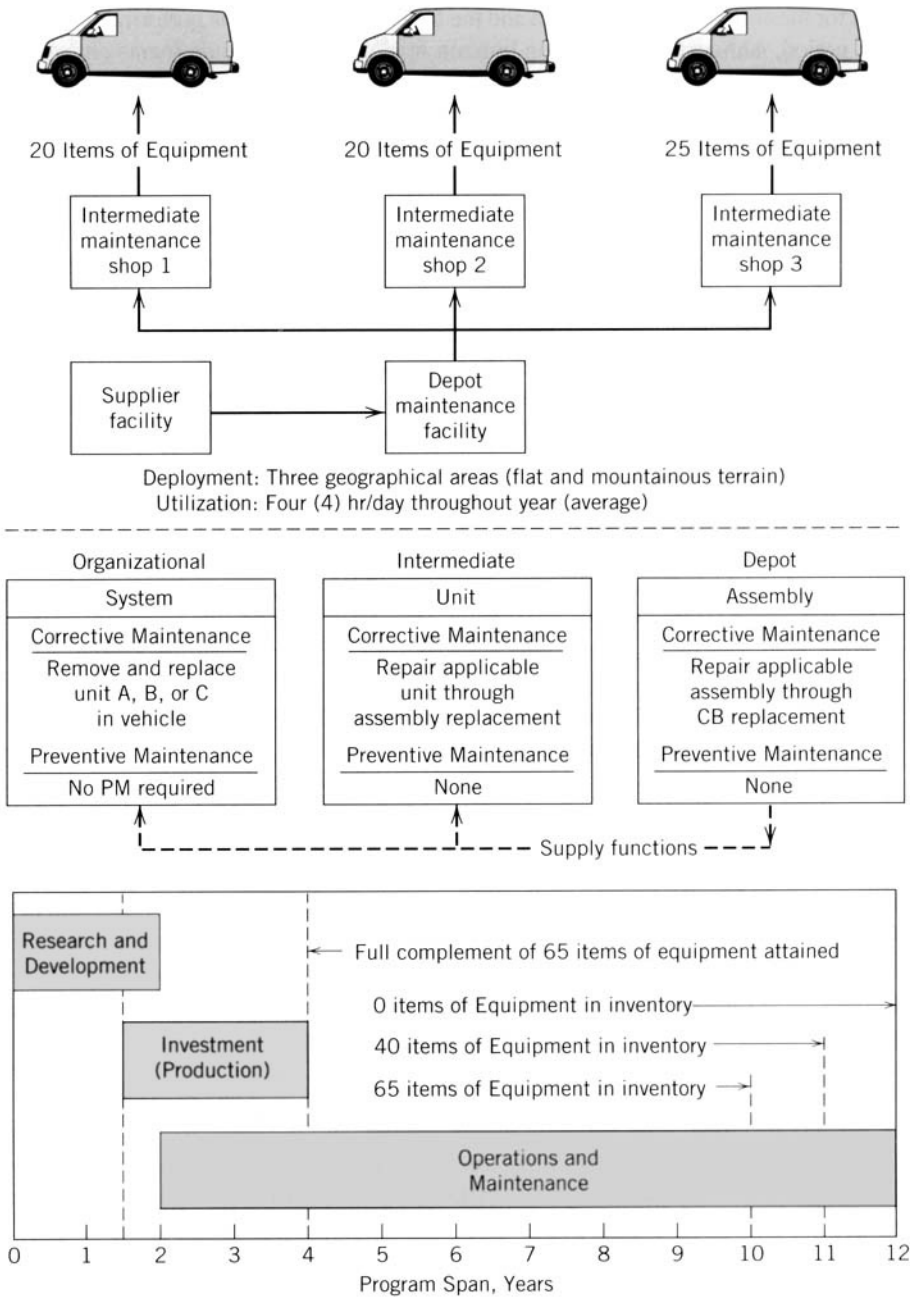 20 Items of Equipment
20 Items of Equipment
25 Items of Equipment
Intermediate
maintenance
shop 1
Intermediate
maintenance
shop 2
Intermediate
maintenance
shop 3
Supplier
facility
Depot
maintenance
facility
Deployment: Three geographical areas (flat and mountainous terrain)
Utilization: Four (4) hr/day throughout year (average)
Organizational
System
Corrective Maintenance
Remove and replace
unit A, B, or C
in vehicle
Preventive Maintenance
No PM required
Intermediate
Unit
Corrective Maintenance
Repair applicable
unit through
assembly replacement
Preventive Maintenance
None
Depot
Assembly
Corrective Maintenance
Repair applicable
assembly through
CB replacement
Preventive Maintenance
None
Supply functions
Research and
Development
Full complement of 65 items of equipment attained
0 items of Equipment in inventory
Investment
(Production)
40 items of Equipment in inventory
65 items of Equipment in inventory
Operations and
Maintenance
0 1 2 3 4 5 6 7 8 9 10 11 12
Program Span, Years